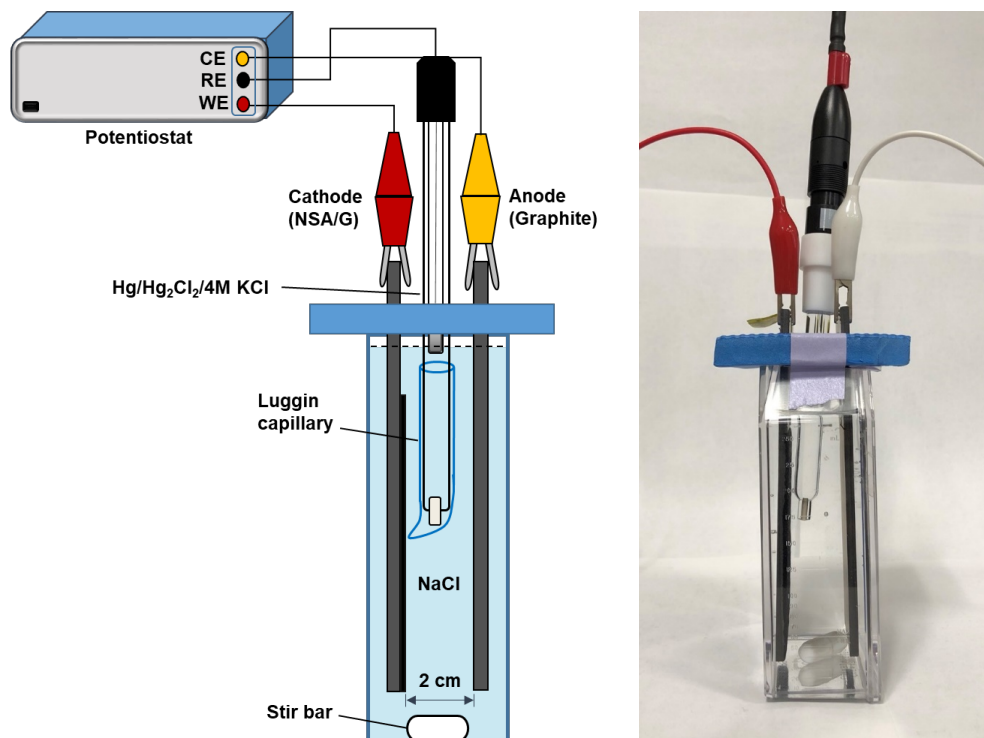 CE
RE
WE
Potentiostat
Cathode
(NSA/G)
Anode
(Graphite)
Hg/Hg₂Cl₂/4M KCl
Luggin
capillary
NaCl
2 cm
Stir bar